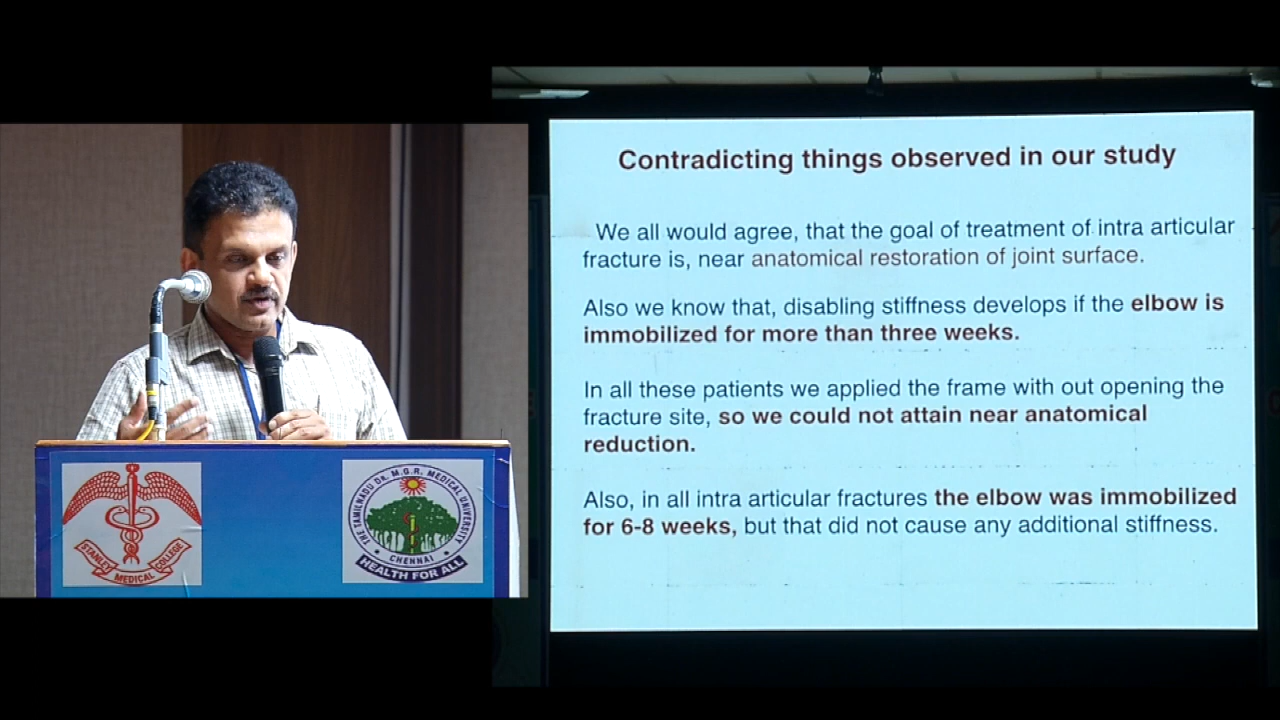 Contradicting things observed in our study
We all would agree, that the goal of treatment of intra articular
fracture is, near anatomical restoration of joint surface.
Also we know that, disabling stiffness develops if the elbow is
immobilized for more than three weeks.
In all these patients we applied the frame with out opening the
fracture site, so we could not attain near anatomical
reduction.
Also, in all intra articular fractures the elbow was immobilized
for 6-8 weeks, but that did not cause any additional stiffness.
STANLEY MEDICAL COLLEGE
THE TAMILNADU Dr. M.G.R. MEDICAL UNIVERSITY
CHENNAI
HEALTH FOR ALL